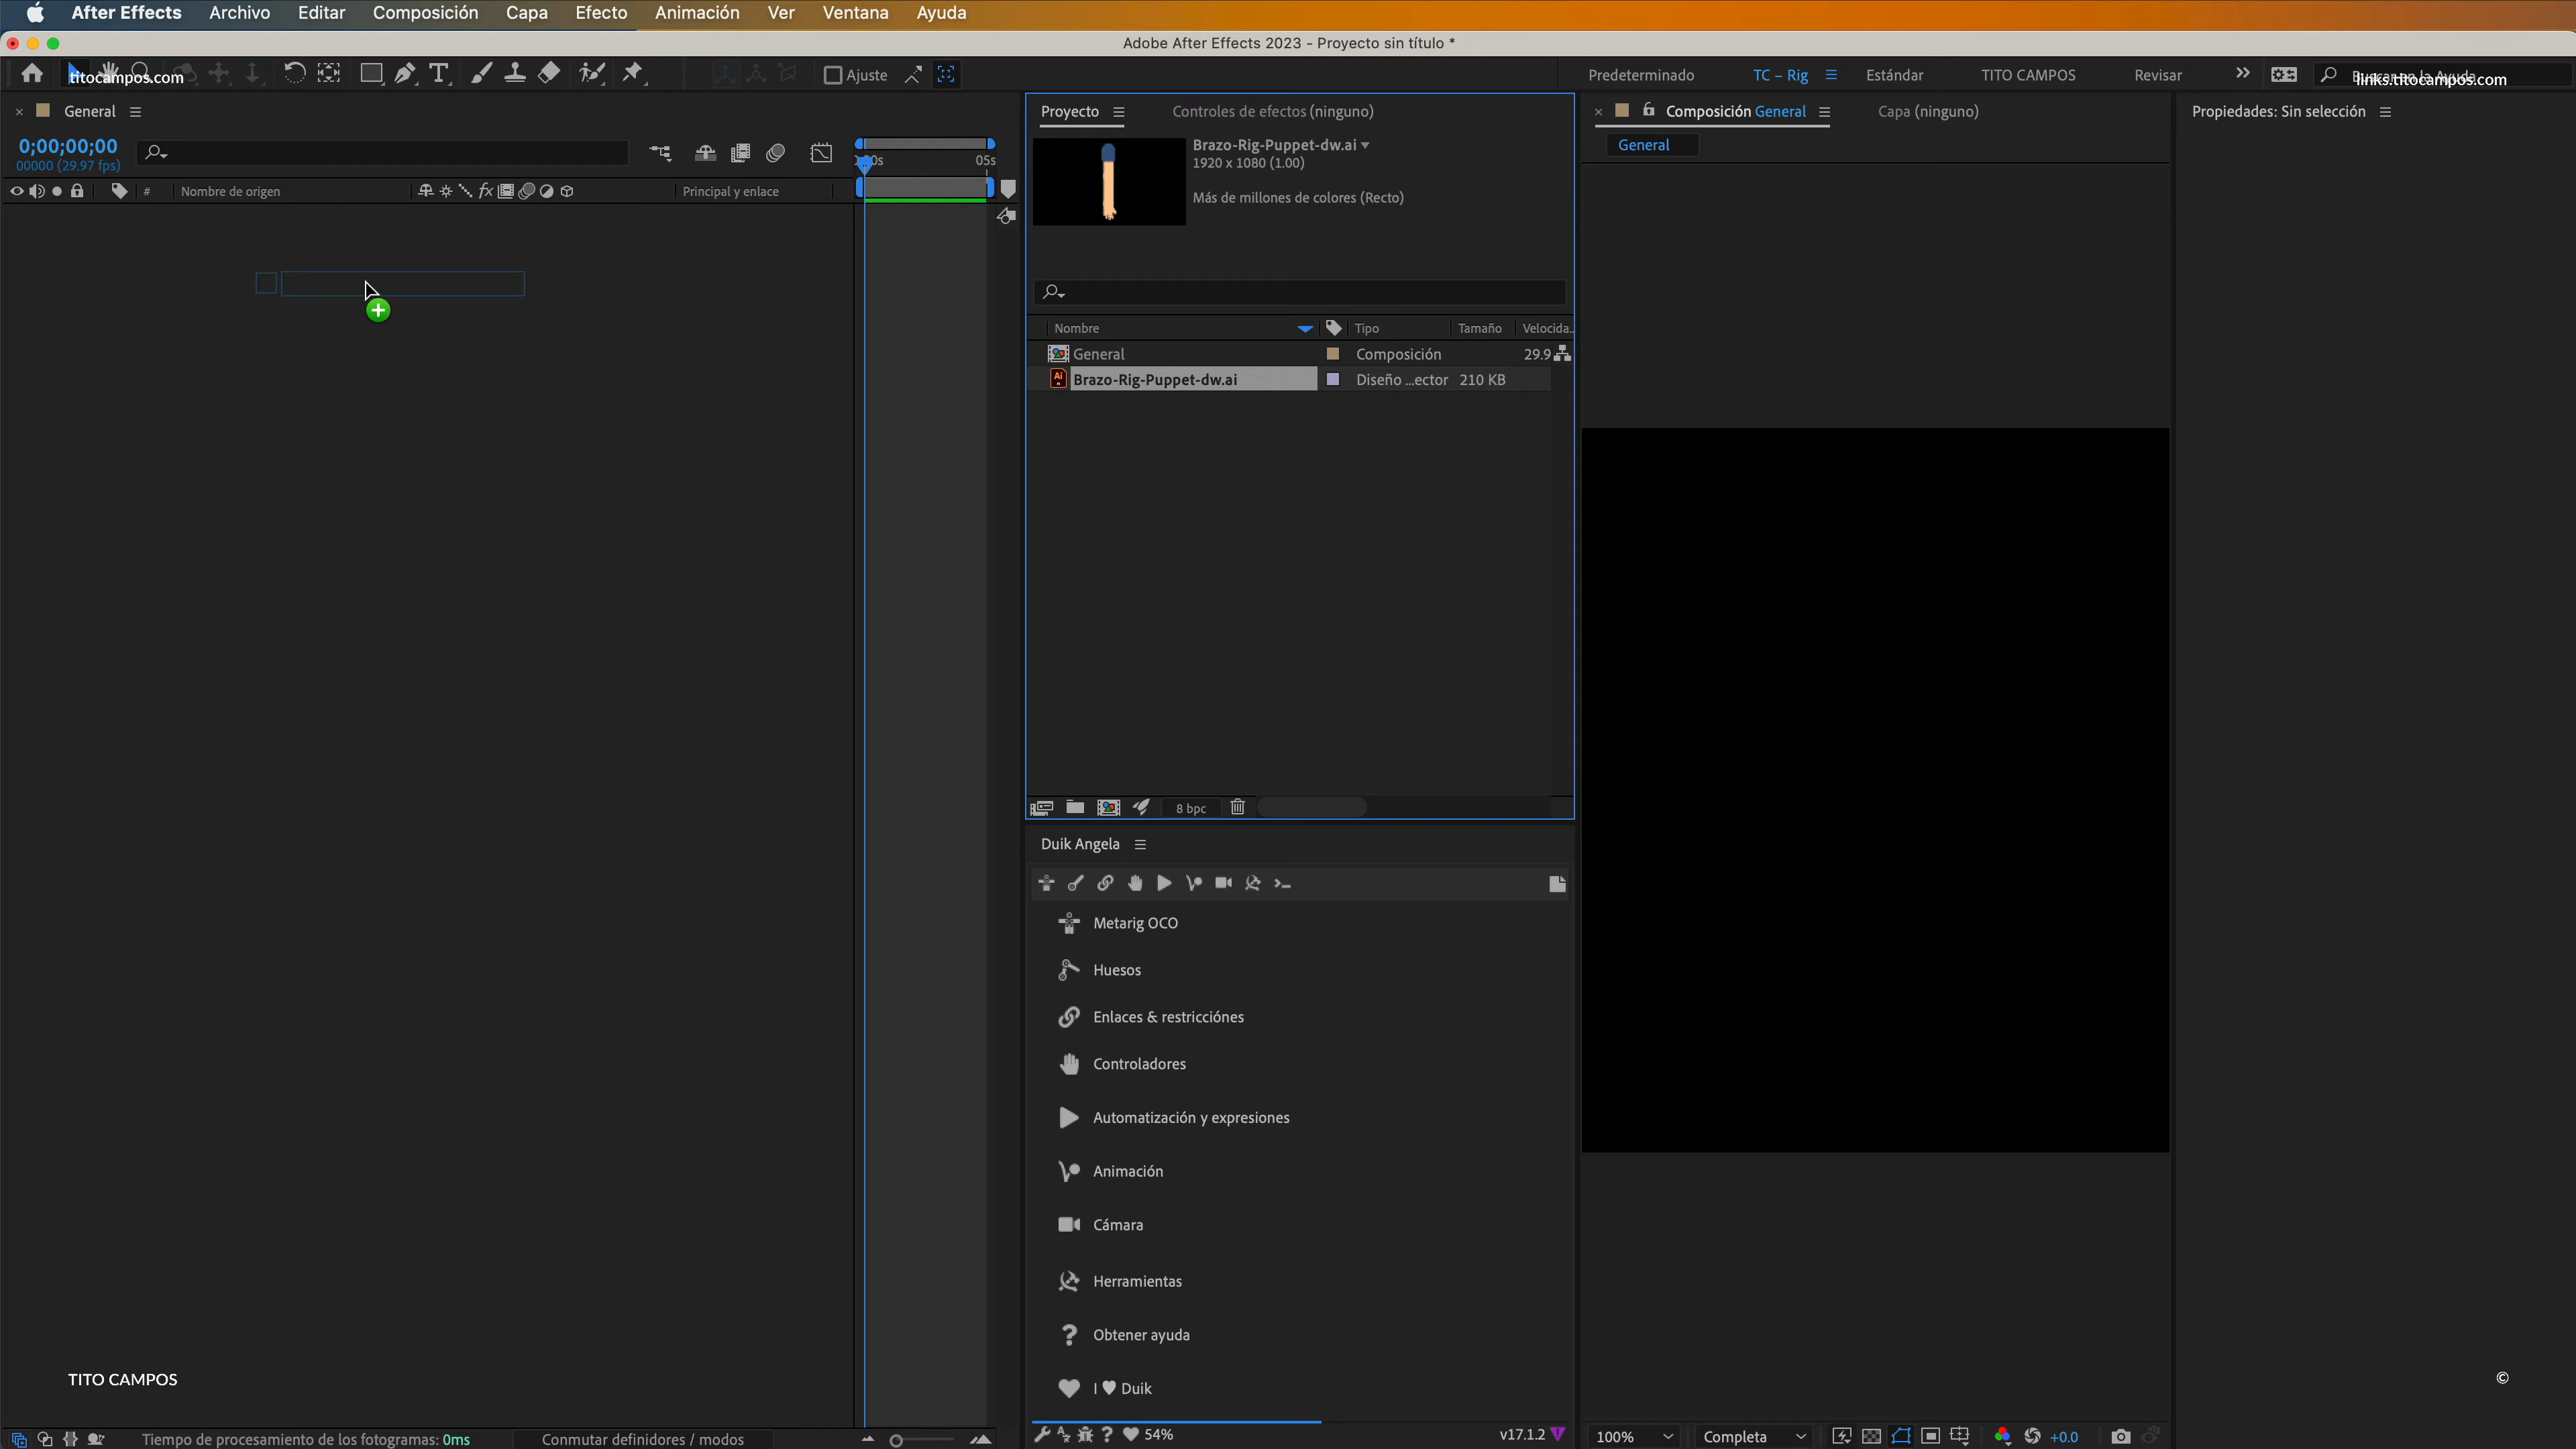 After Effects Archivo Editar Composición Capa Efecto Animación Ver Ventana Ayuda
Adobe After Effects 2023 - Proyecto sin título *
titocampos.com
Ajuste
Predeterminado
TC – Rig
Estándar
TITO CAMPOS
Revisar
links.titocampos.com
General
0;00;00;00
00000 (29.97 fps)
05s
#
Nombre de origen
Principal y enlace
Proyecto
Controles de efectos (ninguno)
Brazo-Rig-Puppet-dw.ai
1920 x 1080 (1.00)
Más de millones de colores (Recto)
Nombre
Tipo
Tamaño
Velocida..
General
Composición
29.9
Brazo-Rig-Puppet-dw.ai
Diseño ...ector
210 KB
8 bpc
Duik Angela
Metarig OCO
Huesos
Enlaces & restricciónes
Controladores
Automatización y expresiones
Animación
Cámara
Herramientas
Obtener ayuda
I ♥ Duik
54%
v17.1.2
Composición General
Capa (ninguno)
General
Propiedades: Sin selección
TITO CAMPOS
©
Tiempo de procesamiento de los fotogramas: 0ms
Conmutar definidores / modos
100%
Completa
+0.0